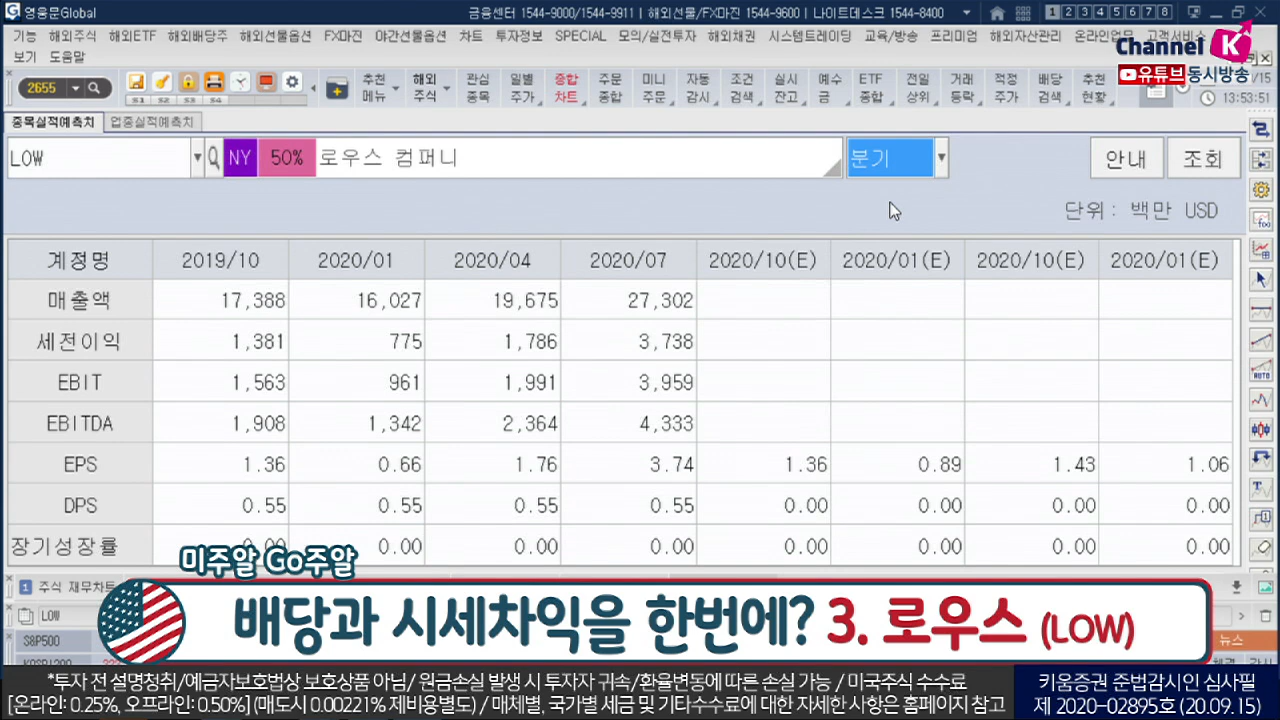 영웅문Global
금융센터 1544-9000/1544-9911 | 해외선물/FX마진 1544-9600 | 나이트데스크 1544-8400
1 2 3 4 5 6 7 8
기능 해외주식 해외ETF 해외배당주 해외선물옵션 FX마진 야간선물옵션 차트 투자정보 SPECIAL 모의/실전투자 해외채권 시스템트레이딩 교육/방송 프리미엄 해외자산관리 온라인업무 고객서비스
보기 도움말
Channel K
유튜브동시방송
2655
S1 S2 S3 S4
추천메뉴 해외주식 관심종목 일별주가 종합차트 주문종합 미니주문 자동감시 조건검색 실시잔고 예수금 ETF종합 전일상위 거래등락 적정주가 배당검색 추천현황
/15
13:53:51
종목실적예측치 업종실적예측치
LOW NY 50% 로우스 컴퍼니 분기 안내 조회
단위 : 백만 USD
계정명 2019/10 2020/01 2020/04 2020/07 2020/10(E) 2020/01(E) 2020/10(E) 2020/01(E)
매출액 17,388 16,027 19,675 27,302
세전이익 1,381 775 1,786 3,738
EBIT 1,563 961 1,991 3,959
EBITDA 1,908 1,342 2,364 4,333
EPS 1.36 0.66 1.76 3.74 1.36 0.89 1.43 1.06
DPS 0.55 0.55 0.55 0.55 0.00 0.00 0.00 0.00
장기성장률 0.00 0.00 0.00 0.00 0.00 0.00 0.00
미주알 Go주알
1 주식 재무차트
배당과 시세차익을 한번에? 3. 로우스 (LOW)
LOW
S&P500
뉴스
*투자 전 설명청취/예금자보호법상 보호상품 아님/ 원금손실 발생 시 투자자 귀속/환율변동에 따른 손실 가능 / 미국주식 수수료
[온라인: 0.25%, 오프라인: 0.50%] (매도시 0.00221% 제비용별도) / 매체별, 국가별 세금 및 기타수수료에 대한 자세한 사항은 홈페이지 참고
키움증권 준법감시인 심사필
제 2020-02895호 (20.09.15)